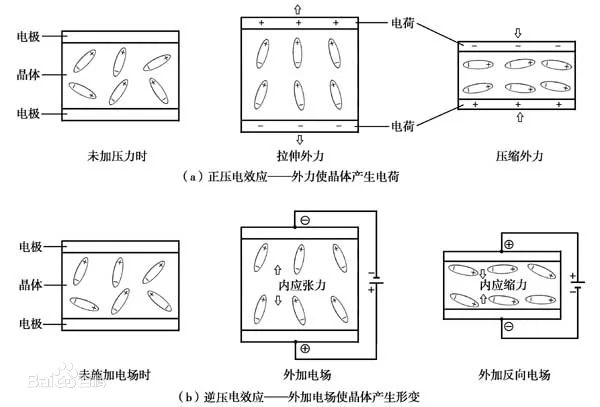 电极
晶体
电极
未加压力时
+ + +
− − −
拉伸外力
电荷
电荷
− − −
+ + +
压缩外力
(a) 正压电效应——外力使晶体产生电荷
电极
晶体
电极
未施加电场时
⊖
内应张力
⊕
−
+
外加电场
⊕
内应缩力
⊖
+
−
外加反向电场
(b) 逆压电效应——外加电场使晶体产生形变
Bai 百科